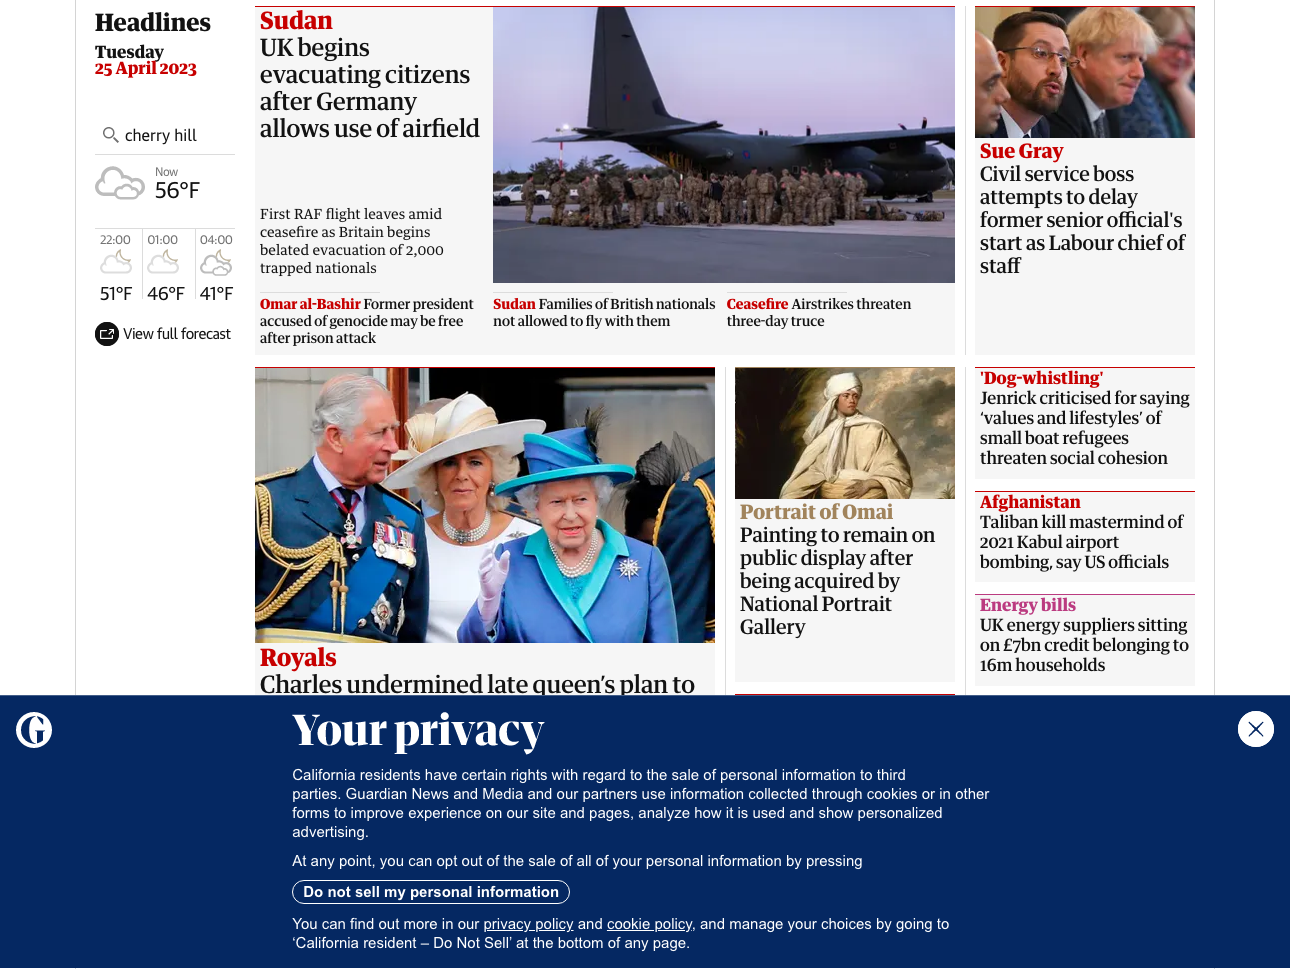 Headlines
Tuesday
25 April 2023
cherry hill
Now
56°F
22:00 01:00 04:00
51°F 46°F 41°F
View full forecast
Sudan
UK begins
evacuating citizens
after Germany
allows use of airfield
First RAF flight leaves amid
ceasefire as Britain begins
belated evacuation of 2,000
trapped nationals
Omar al-Bashir Former president
accused of genocide may be free
after prison attack
Sudan Families of British nationals
not allowed to fly with them
Ceasefire Airstrikes threaten
three-day truce
Sue Gray
Civil service boss
attempts to delay
former senior official's
start as Labour chief of
staff
Royals
Charles undermined late queen’s plan to
Portrait of Omai
Painting to remain on
public display after
being acquired by
National Portrait
Gallery
'Dog-whistling'
Jenrick criticised for saying
‘values and lifestyles’ of
small boat refugees
threaten social cohesion
Afghanistan
Taliban kill mastermind of
2021 Kabul airport
bombing, say US officials
Energy bills
UK energy suppliers sitting
on £7bn credit belonging to
16m households
G
Your privacy
California residents have certain rights with regard to the sale of personal information to third
parties. Guardian News and Media and our partners use information collected through cookies or in other
forms to improve experience on our site and pages, analyze how it is used and show personalized
advertising.
At any point, you can opt out of the sale of all of your personal information by pressing
Do not sell my personal information
You can find out more in our privacy policy and cookie policy, and manage your choices by going to
‘California resident – Do Not Sell’ at the bottom of any page.